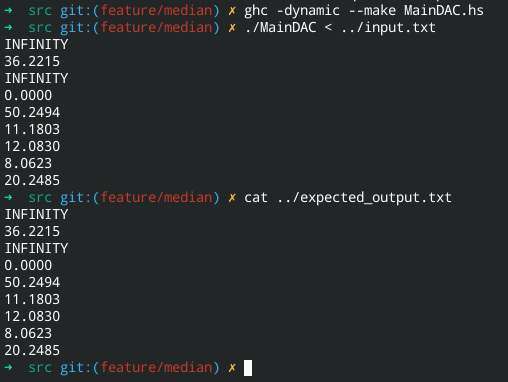 ➜  src git:(feature/median) ✗ ghc -dynamic --make MainDAC.hs
➜  src git:(feature/median) ✗ ./MainDAC < ../input.txt
INFINITY
36.2215
INFINITY
0.0000
50.2494
11.1803
12.0830
8.0623
20.2485
➜  src git:(feature/median) ✗ cat ../expected_output.txt
INFINITY
36.2215
INFINITY
0.0000
50.2494
11.1803
12.0830
8.0623
20.2485
➜  src git:(feature/median) ✗